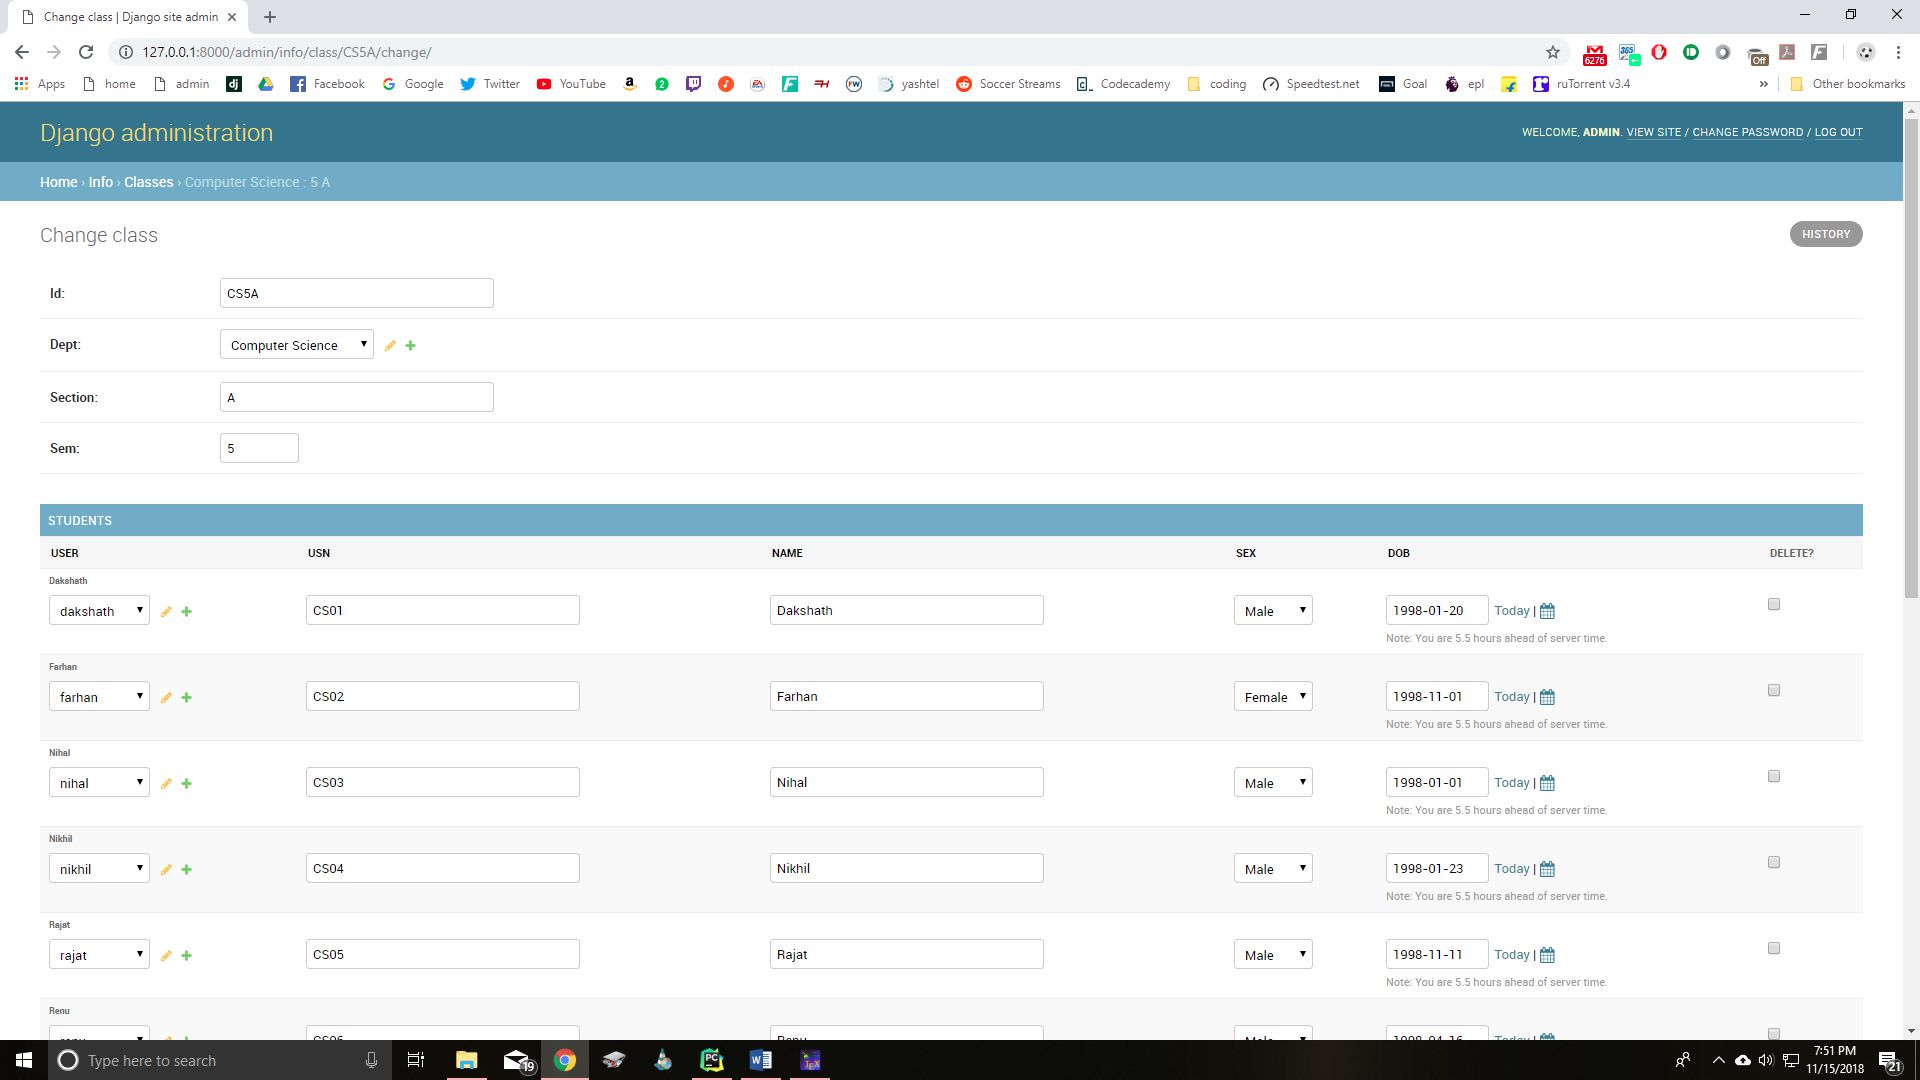 Change class | Django site admin
127.0.0.1:8000/admin/info/class/CS5A/change/
6276 365 Off
Apps home admin dj Facebook Google Twitter YouTube 2 FW yashtel Soccer Streams Codecademy coding Speedtest.net Goal epl ruTorrent v3.4 » Other bookmarks
Django administration
WELCOME, ADMIN. VIEW SITE / CHANGE PASSWORD / LOG OUT
Home › Info › Classes › Computer Science : 5 A
Change class
HISTORY
Id: CS5A
Dept: Computer Science
Section: A
Sem: 5
STUDENTS
USER USN NAME SEX DOB DELETE?
Dakshath
dakshath CS01 Dakshath Male 1998-01-20 Today |
Note: You are 5.5 hours ahead of server time.
Farhan
farhan CS02 Farhan Female 1998-11-01 Today |
Note: You are 5.5 hours ahead of server time.
Nihal
nihal CS03 Nihal Male 1998-01-01 Today |
Note: You are 5.5 hours ahead of server time.
Nikhil
nikhil CS04 Nikhil Male 1998-01-23 Today |
Note: You are 5.5 hours ahead of server time.
Rajat
rajat CS05 Rajat Male 1998-11-11 Today |
Note: You are 5.5 hours ahead of server time.
Renu
Type here to search
19
PC
W
TEX
7:51 PM
11/15/2018
21